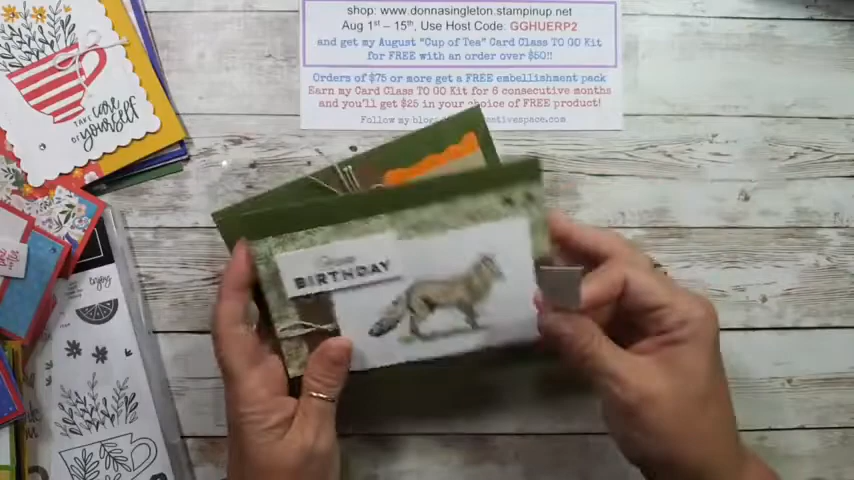 shop: www.donnasingleton.stampinup.net
Aug 1st – 15th, Use Host Code: GGHUERP2
and get my August "Cup of Tea" Card Class TO GO Kit
for FREE with an order over $50!!
Orders of $75 or more get a FREE embellishment pack
Earn my Card Class TO GO Kit for 6 consecutive months
and you'll get $25 in your choice of FREE product!
Follow my blog
TAKE CARE
of yourself
BIRTHDAY